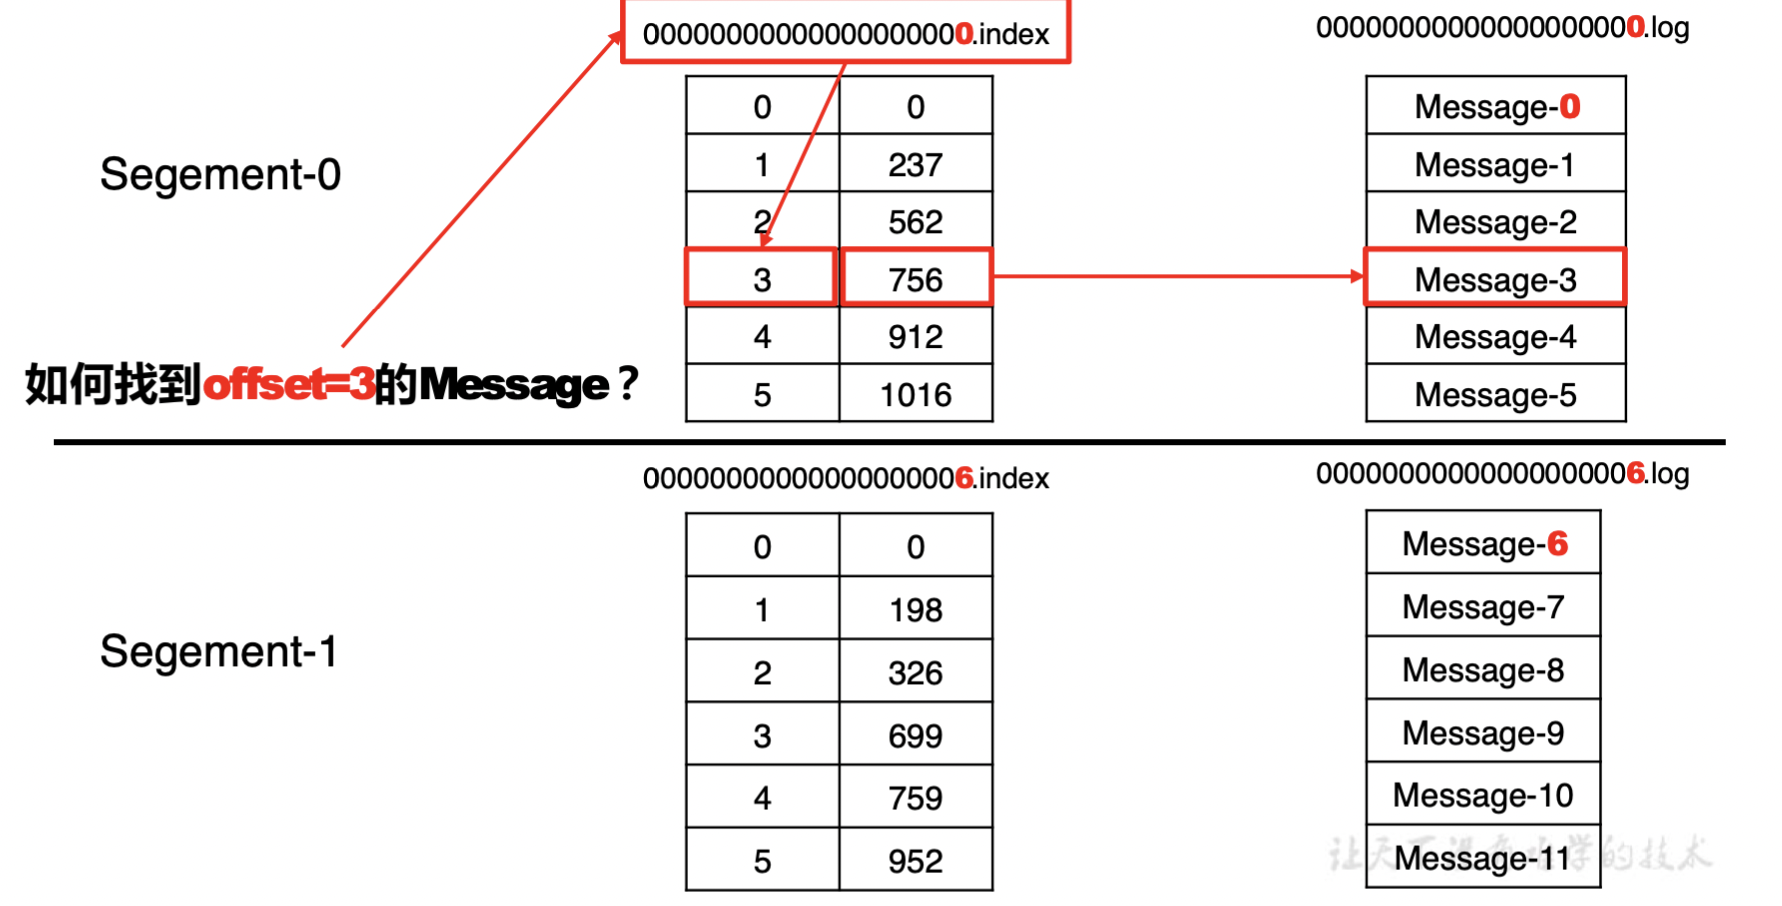 00000000000000000000.index
00000000000000000000.log
Segement-0
0 0
1 237
2 562
3 756
4 912
5 1016
Message-0
Message-1
Message-2
Message-3
Message-4
Message-5
如何找到offset=3的Message？
00000000000000000006.index
00000000000000000006.log
Segement-1
0 0
1 198
2 326
3 699
4 759
5 952
Message-6
Message-7
Message-8
Message-9
Message-10
Message-11
让天下没有难学的技术